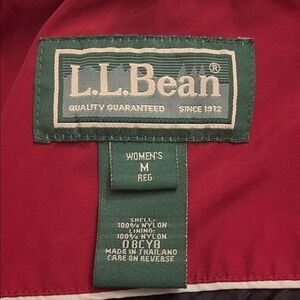 L.L.Bean®
QUALITY GUARANTEED SINCE 1912
WOMEN'S
M
REG
SHELL:
100% NYLON
LINING:
100% NYLON
08CY8
MADE IN THAILAND
CARE ON REVERSE